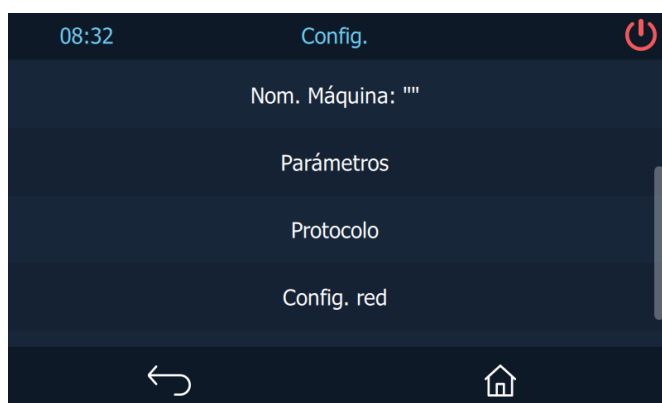 08:32 Config.
Nom. Máquina: ""
Parámetros
Protocolo
Config. red